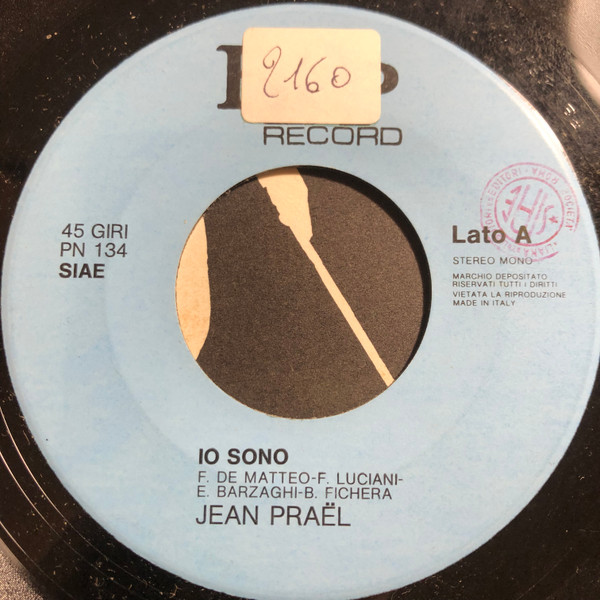 2160
RECORD
45 GIRI
PN 134
SIAE
Lato A
STEREO MONO
MARCHIO DEPOSITATO
RISERVATI TUTTI I DIRITTI
VIETATA LA RIPRODUZIONE
MADE IN ITALY
IO SONO
F. DE MATTEO-F. LUCIANI-
E. BARZAGHI-B. FICHERA
JEAN PRAËL